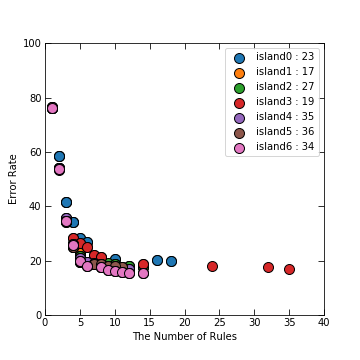 100
80
60
40
20
0
Error Rate
0 5 10 15 20 25 30 35 40
The Number of Rules
island0 : 23
island1 : 17
island2 : 27
island3 : 19
island4 : 35
island5 : 36
island6 : 34